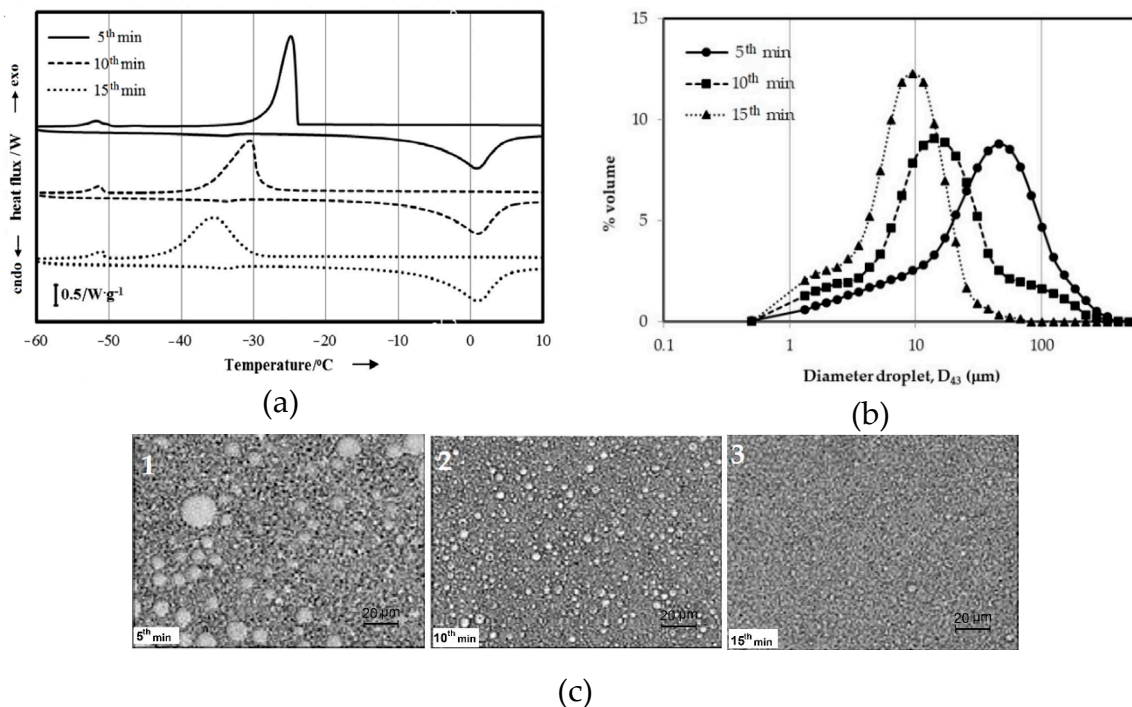 5th min
10th min
15th min
endo ← heat flux / W → exo
0.5/W·g-1
-60 -50 -40 -30 -20 -10 0 10
Temperature/ºC →
(a)
15
10
5
0
% volume
5th min
10th min
15th min
0.1 1 10 100
Diameter droplet, D43 (µm)
(b)
1
5th min
20 µm
2
10th min
20 µm
3
15th min
20 µm
(c)